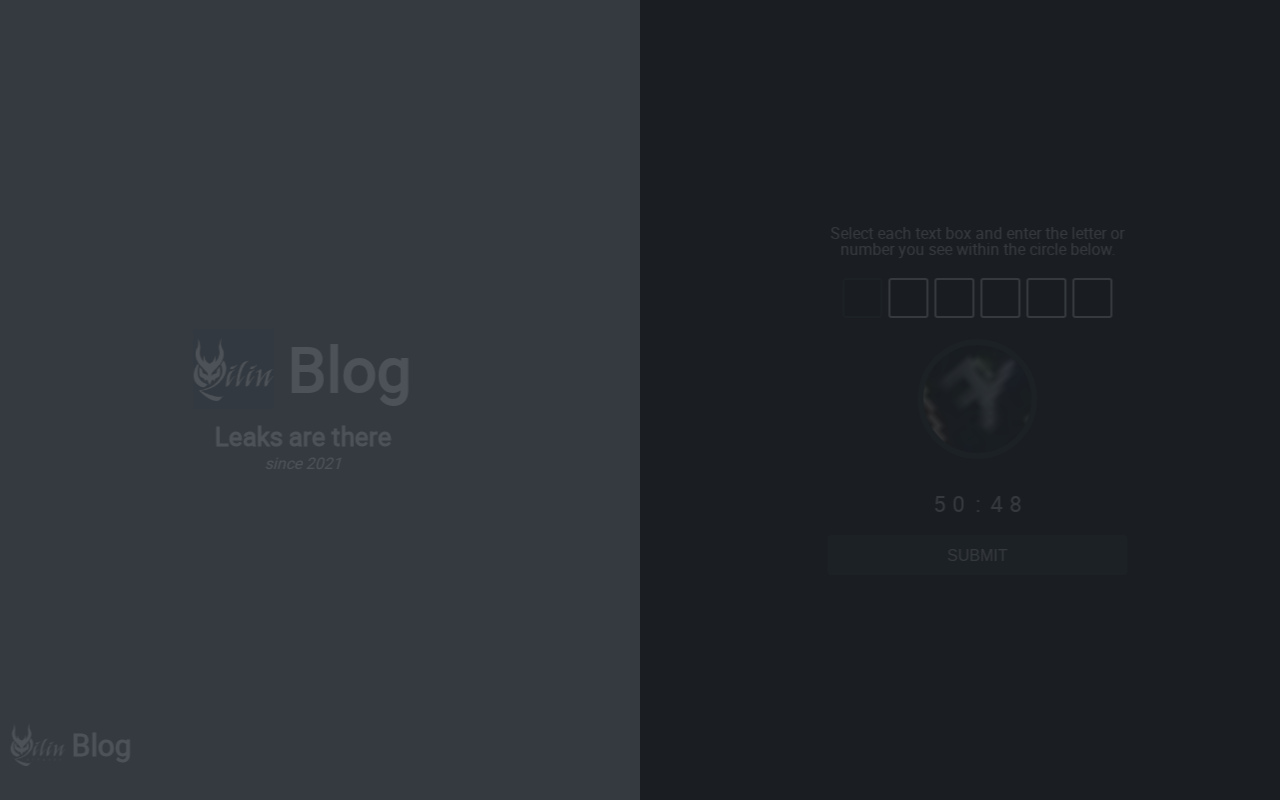 Qilin Blog
Leaks are there
since 2021
Qilin Blog
Select each text box and enter the letter or
number you see within the circle below.
50:48
SUBMIT